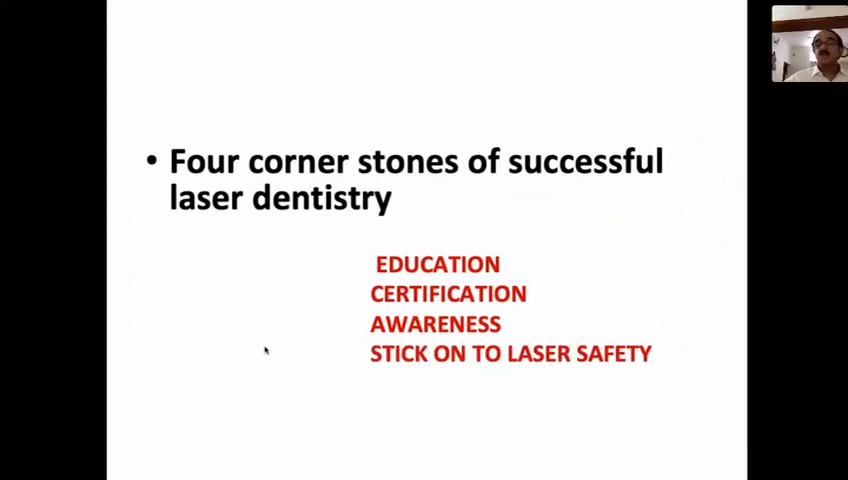 • Four corner stones of successful
laser dentistry
EDUCATION
CERTIFICATION
AWARENESS
STICK ON TO LASER SAFETY